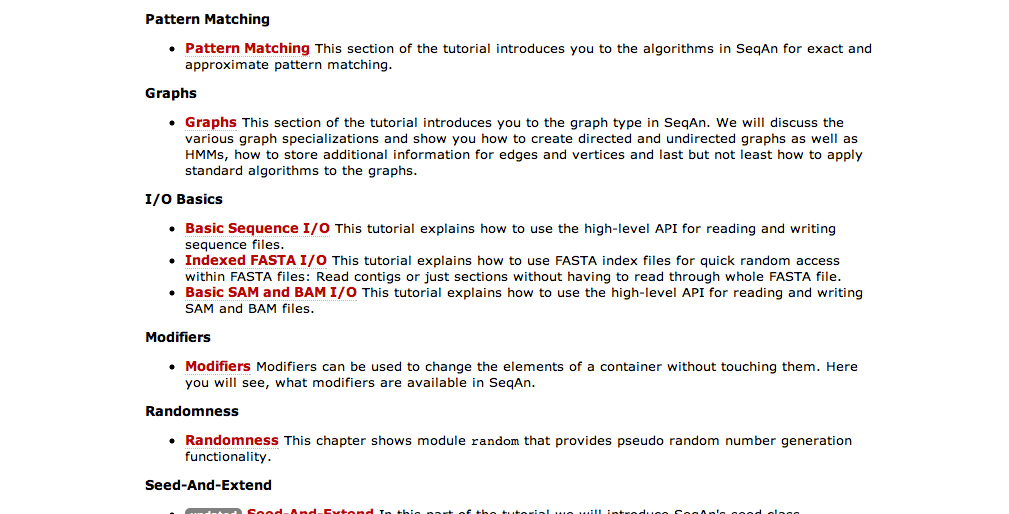 Pattern Matching
Pattern Matching This section of the tutorial introduces you to the algorithms in SeqAn for exact and
approximate pattern matching.
Graphs
Graphs This section of the tutorial introduces you to the graph type in SeqAn. We will discuss the
various graph specializations and show you how to create directed and undirected graphs as well as
HMMs, how to store additional information for edges and vertices and last but not least how to apply
standard algorithms to the graphs.
I/O Basics
Basic Sequence I/O This tutorial explains how to use the high-level API for reading and writing
sequence files.
Indexed FASTA I/O This tutorial explains how to use FASTA index files for quick random access
within FASTA files: Read contigs or just sections without having to read through whole FASTA file.
Basic SAM and BAM I/O This tutorial explains how to use the high-level API for reading and writing
SAM and BAM files.
Modifiers
Modifiers Modifiers can be used to change the elements of a container without touching them. Here
you will see, what modifiers are available in SeqAn.
Randomness
Randomness This chapter shows module random that provides pseudo random number generation
functionality.
Seed-And-Extend
updated Seed-And-Extend In this part of the tutorial we will introduce SeqAn's seed class,